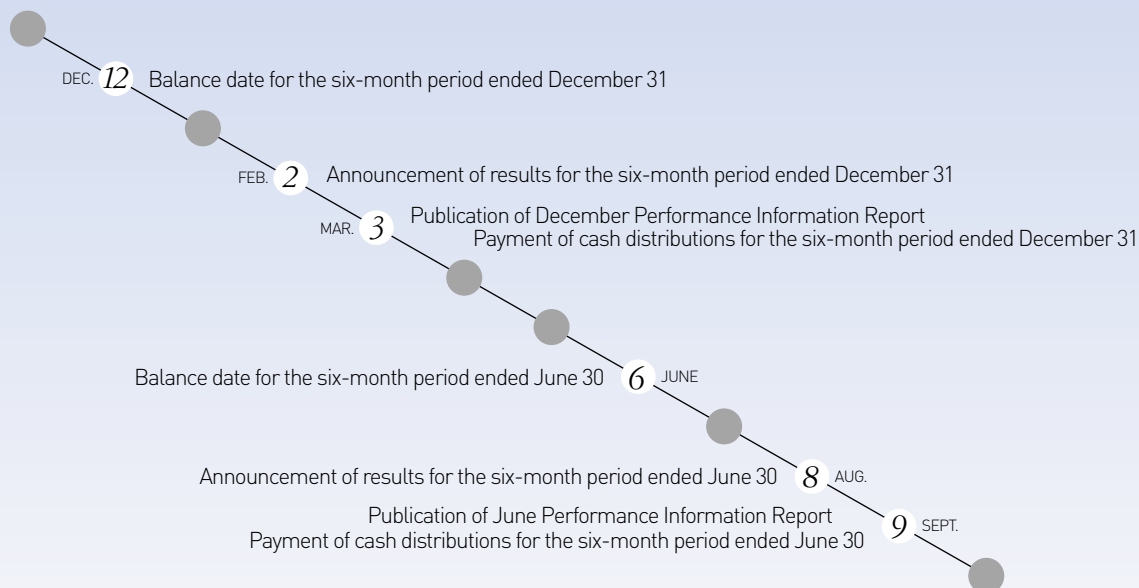 DEC. 12 Balance date for the six-month period ended December 31
FEB. 2 Announcement of results for the six-month period ended December 31
MAR. 3 Publication of December Performance Information Report
Payment of cash distributions for the six-month period ended December 31
Balance date for the six-month period ended June 30 6 JUNE
Announcement of results for the six-month period ended June 30 8 AUG.
Publication of June Performance Information Report
9 SEPT.
Payment of cash distributions for the six-month period ended June 30